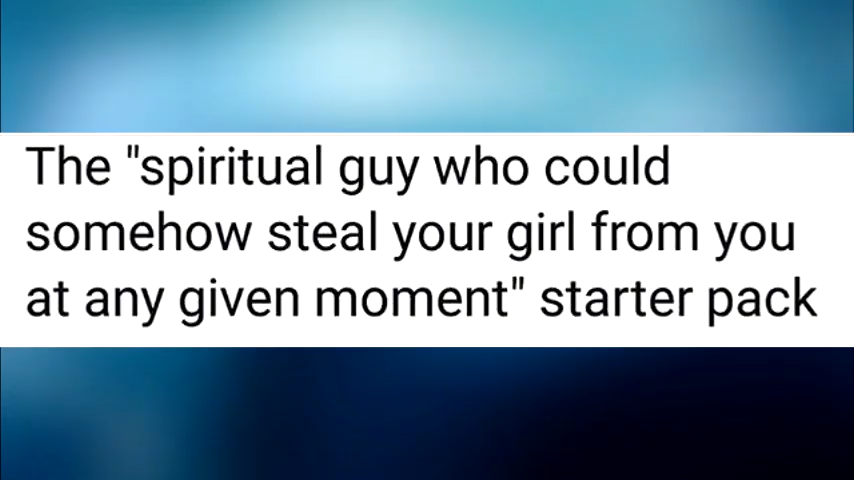 The "spiritual guy who could
somehow steal your girl from you
at any given moment" starter pack